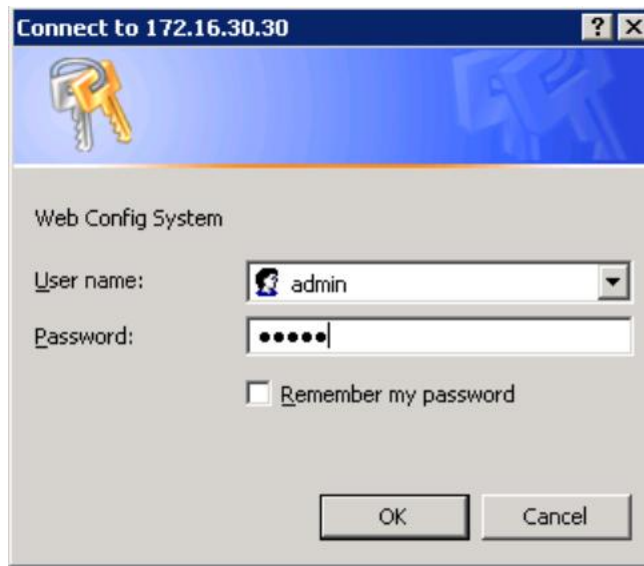 Connect to 172.16.30.30
Web Config System
User name:
admin
Password:
●●●●●
Remember my password
OK
Cancel